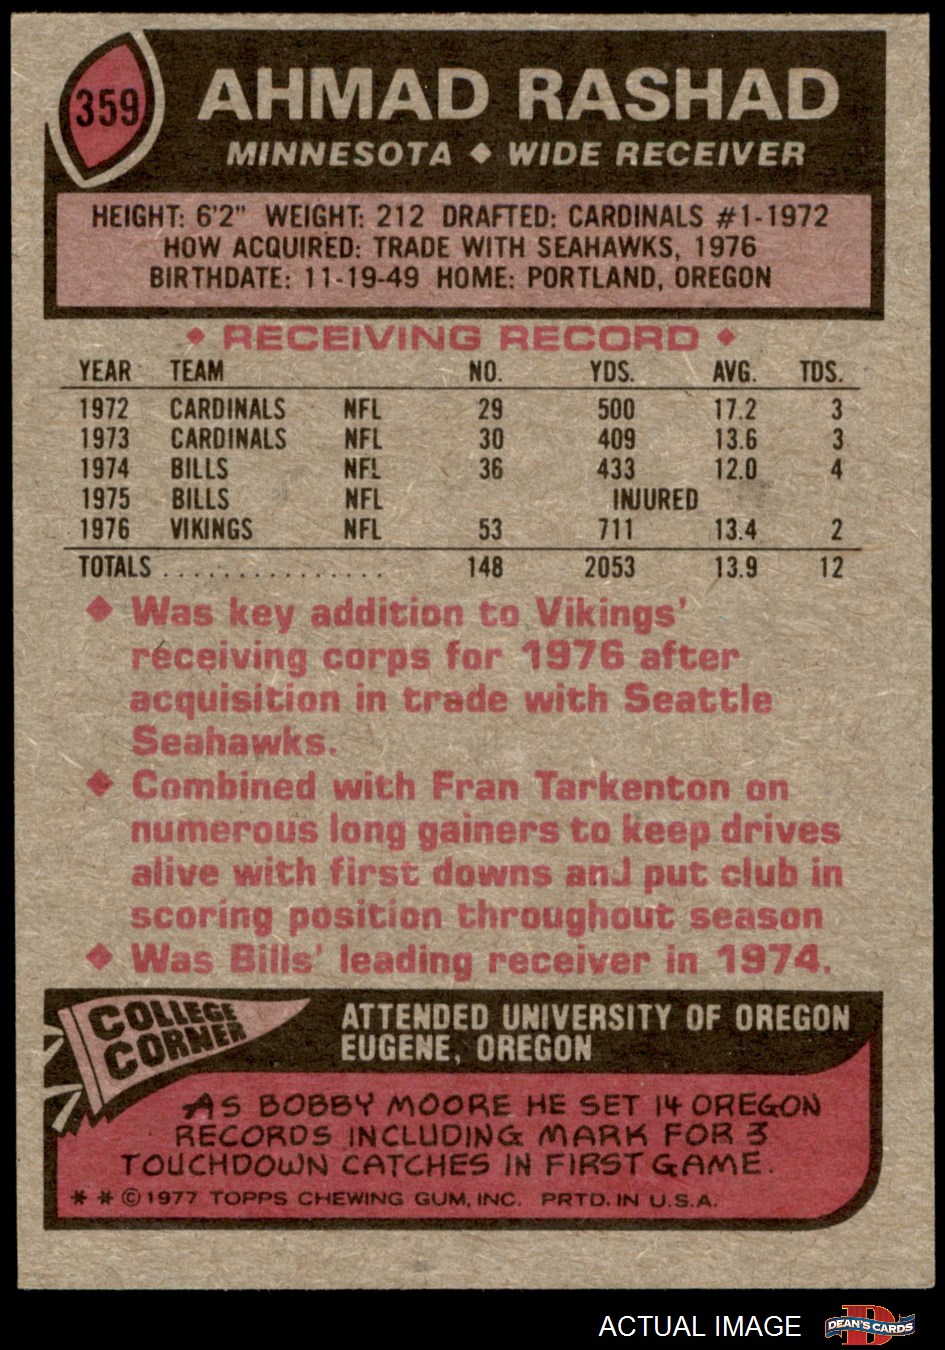 359
AHMAD RASHAD
MINNESOTA ◆ WIDE RECEIVER
HEIGHT: 6'2" WEIGHT: 212 DRAFTED: CARDINALS #1-1972
HOW ACQUIRED: TRADE WITH SEAHAWKS, 1976
BIRTHDATE: 11-19-49 HOME: PORTLAND, OREGON
◆ RECEIVING RECORD ◆
YEAR TEAM NO. YDS. AVG. TDS.
1972 CARDINALS NFL 29 500 17.2 3
1973 CARDINALS NFL 30 409 13.6 3
1974 BILLS NFL 36 433 12.0 4
1975 BILLS NFL INJURED
1976 VIKINGS NFL 53 711 13.4 2
TOTALS ................ 148 2053 13.9 12
◆ Was key addition to Vikings'
receiving corps for 1976 after
acquisition in trade with Seattle
Seahawks.
◆ Combined with Fran Tarkenton on
numerous long gainers to keep drives
alive with first downs and put club in
scoring position throughout season
◆ Was Bills' leading receiver in 1974.
COLLEGE
CORNER
ATTENDED UNIVERSITY OF OREGON
EUGENE, OREGON
AS BOBBY MOORE HE SET 14 OREGON
RECORDS INCLUDING MARK FOR 3
TOUCHDOWN CATCHES IN FIRST GAME.
* * © 1977 TOPPS CHEWING GUM, INC. PRTD. IN U.S.A.
ACTUAL IMAGE
D
DEAN'S CARDS